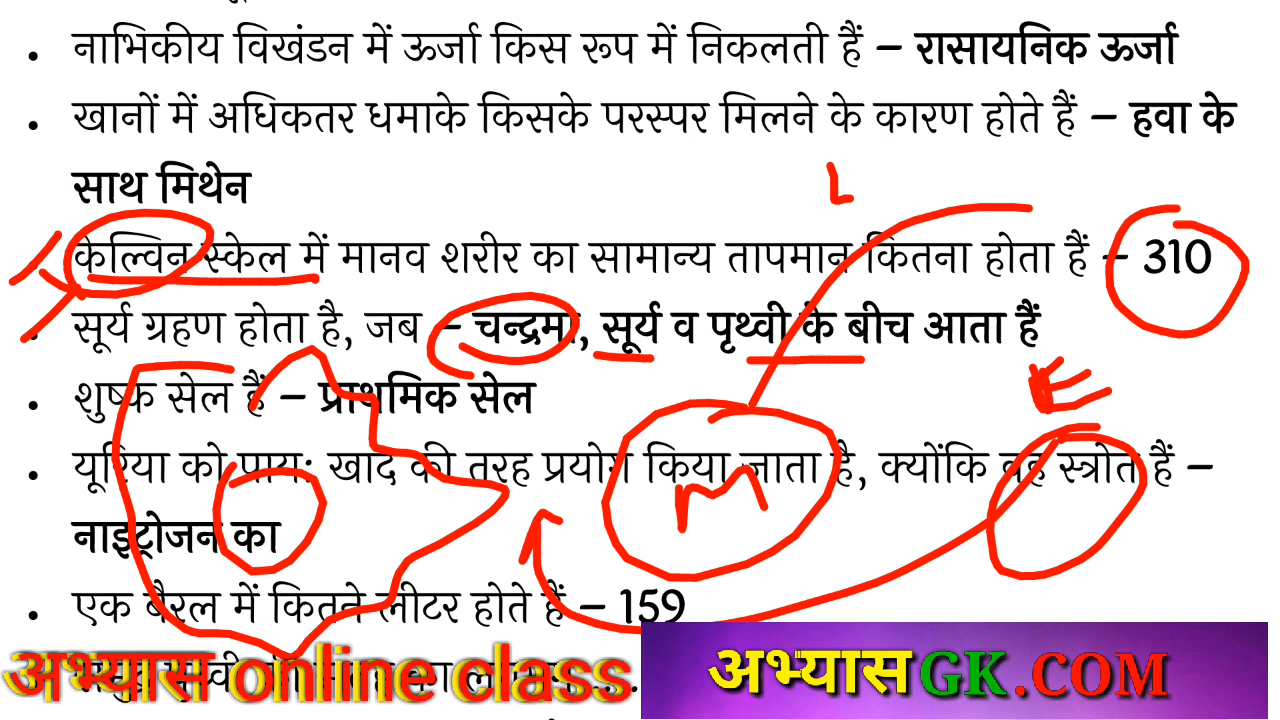 • नाभिकीय विखंडन में ऊर्जा किस रूप में निकलती हैं – रासायनिक ऊर्जा
• खानों में अधिकतर धमाके किसके परस्पर मिलने के कारण होते हैं – हवा के
साथ मिथेन
L
केल्विन स्केल में मानव शरीर का सामान्य तापमान कितना होता हैं – 310
• सूर्य ग्रहण होता है, जब – चन्द्रमा, सूर्य व पृथ्वी के बीच आता हैं
E
• शुष्क सेल हैं – प्राथमिक सेल
• यूरिया को प्राय: खाद की तरह प्रयोग किया जाता है, क्योंकि वह स्त्रोत हैं –
M
नाइट्रोजन का
• एक बैरल में कितने लीटर होते हैं – 159
अभ्यास online class
अभ्यास GK.COM